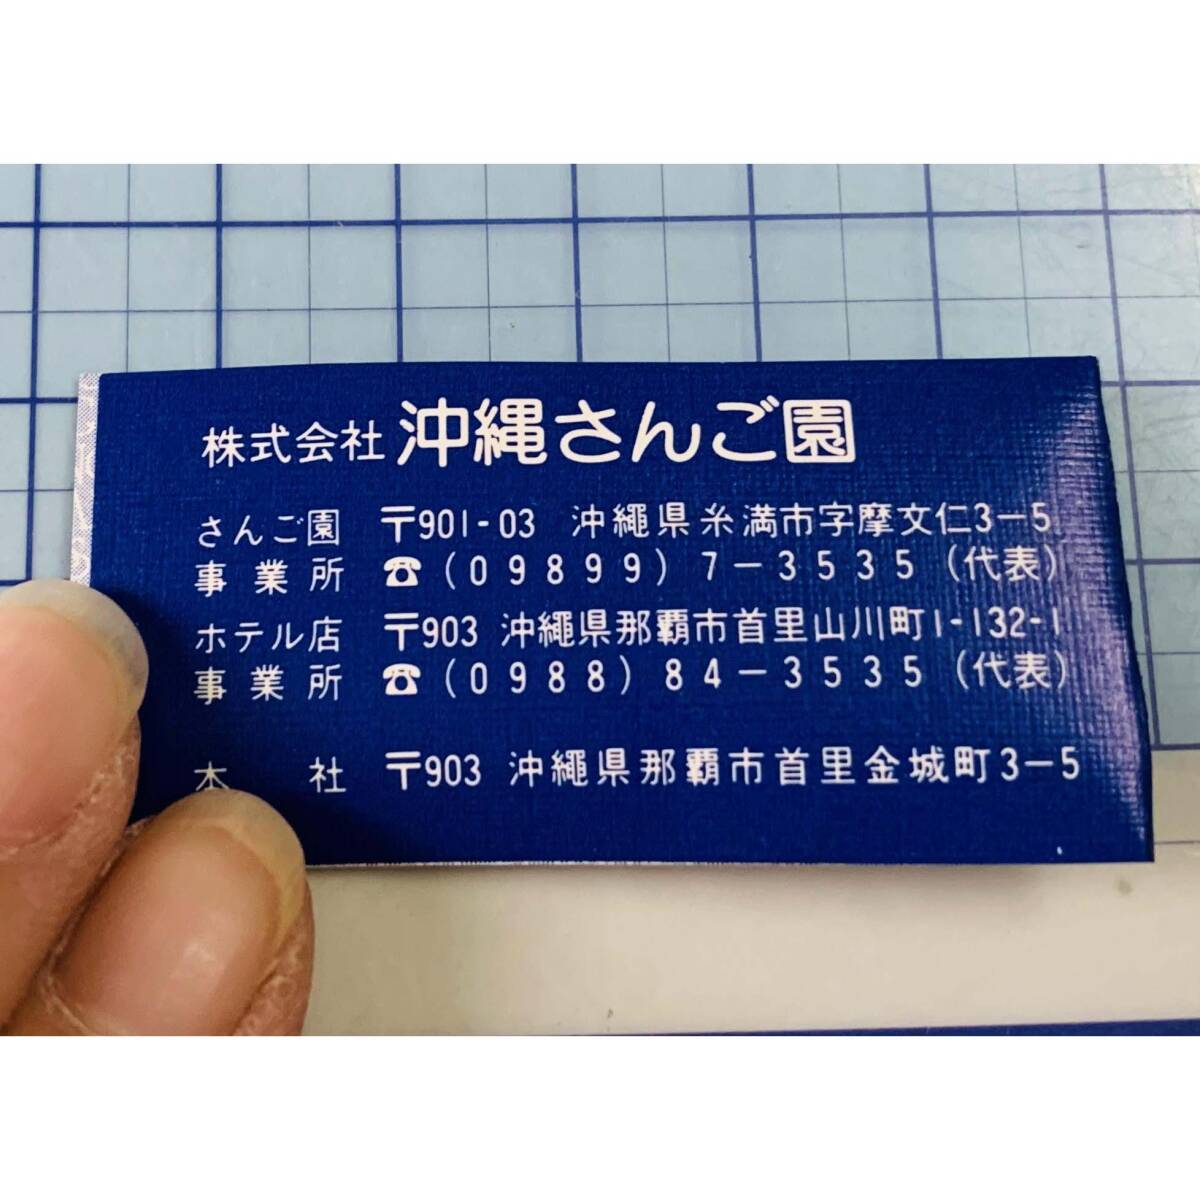 株式会社 沖縄さんご園
さんご園 〒901-03 沖繩県糸満市字摩文仁3-5
事業所 ☎(09899)7-3535(代表)
ホテル店 〒903 沖繩県那覇市首里山川町1-132-1
事業所 ☎(0988)84-3535(代表)
本社 〒903 沖繩県那覇市首里金城町3-5